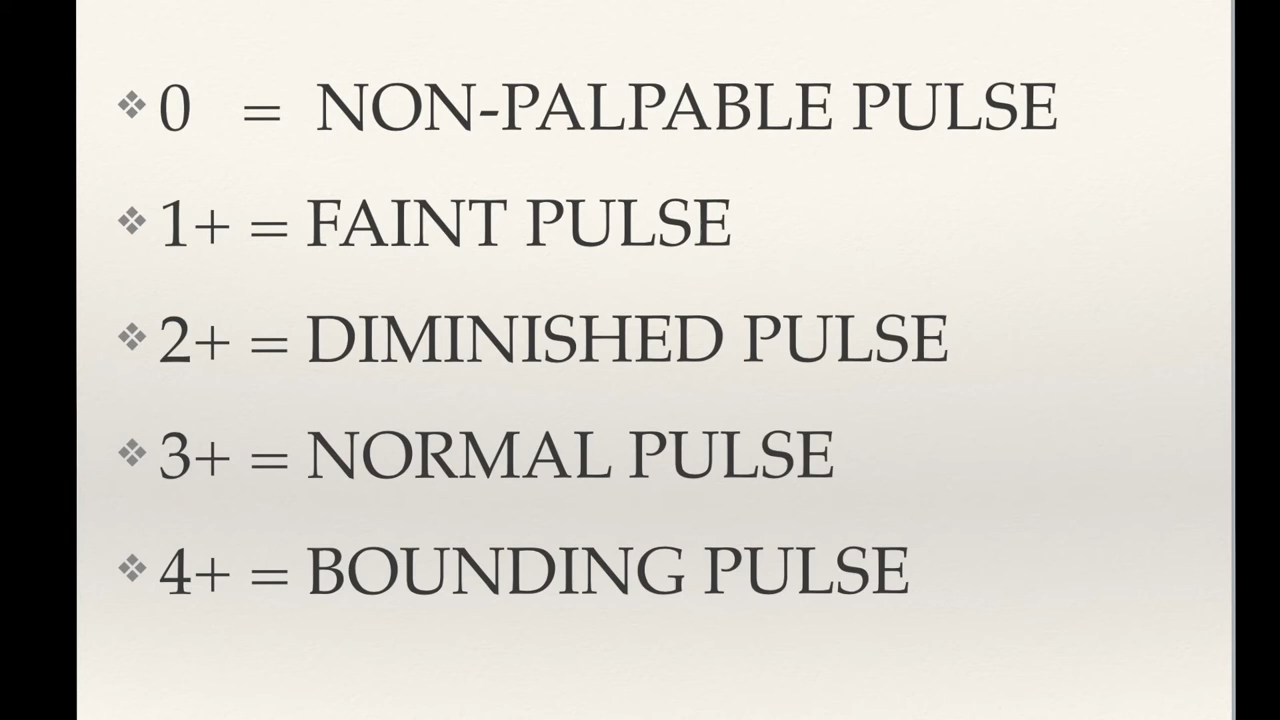 ❖ 0 = NON-PALPABLE PULSE
❖ 1+ = FAINT PULSE
❖ 2+ = DIMINISHED PULSE
❖ 3+ = NORMAL PULSE
❖ 4+ = BOUNDING PULSE